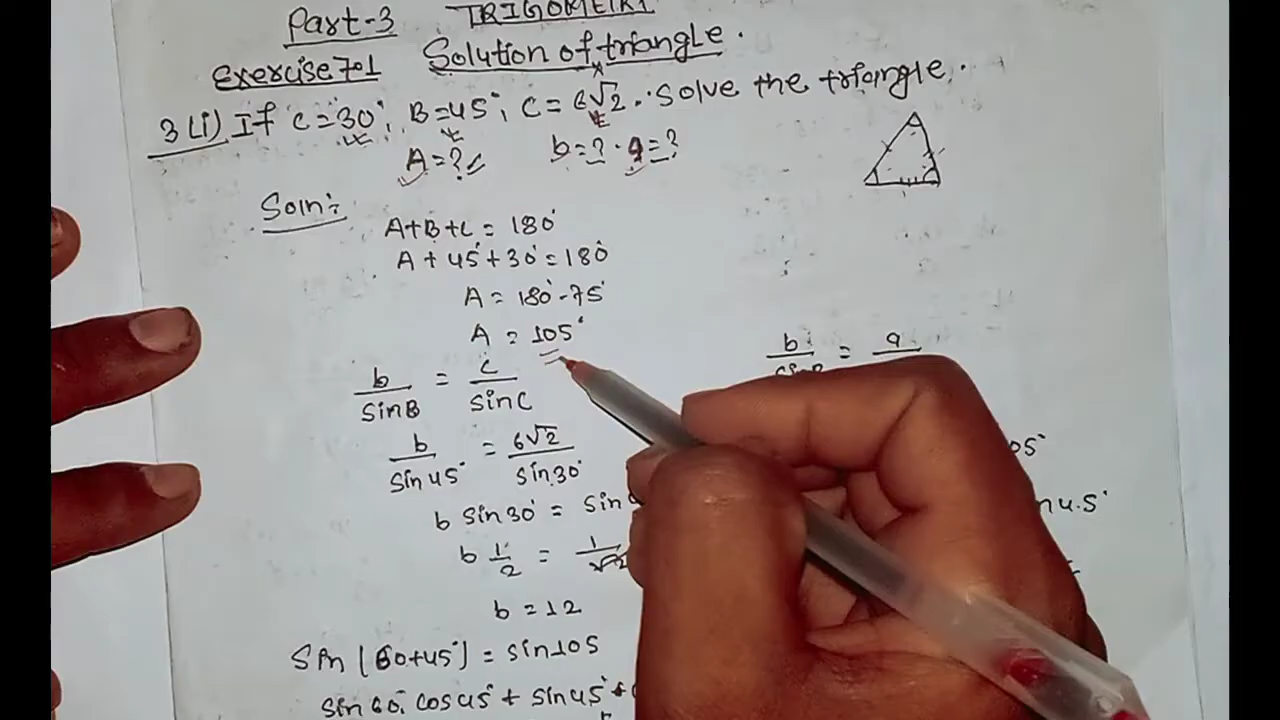 Part-3 TRIGOMETRY
Exercise 7.1 Solution of triangle.
3(i) If C=30°, B=45°, C=6√2. Solve the triangle.
A=? b=? a=?
Soln:-
A+B+C = 180°
A + 45° + 30° = 180°
A = 180° - 75°
A = 105°
b/sinB = c/sinC
b/sin45° = 6√2/sin30°
b sin30° = sin
b 1/2 = 1/√2
b = 12
Sin(60+45°) = sin105
sin60° cos45° + sin45°
b/sinB = a